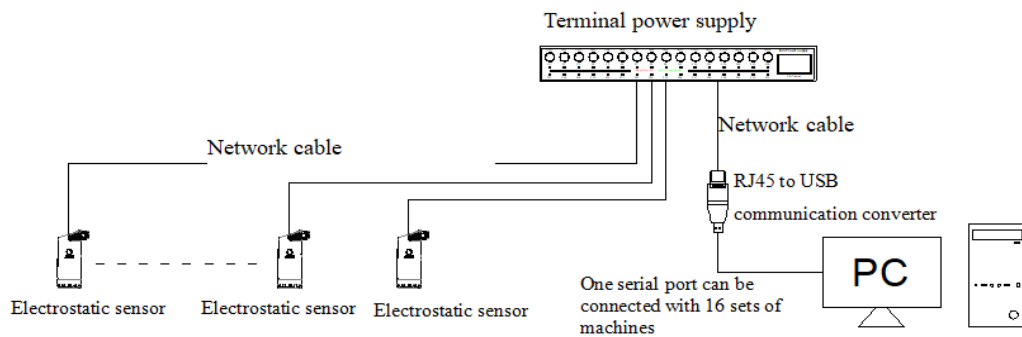 Terminal power supply
Network cable
Network cable
RJ45 to USB
communication converter
PC
One serial port can be
connected with 16 sets of
machines
Electrostatic sensor
Electrostatic sensor
Electrostatic sensor